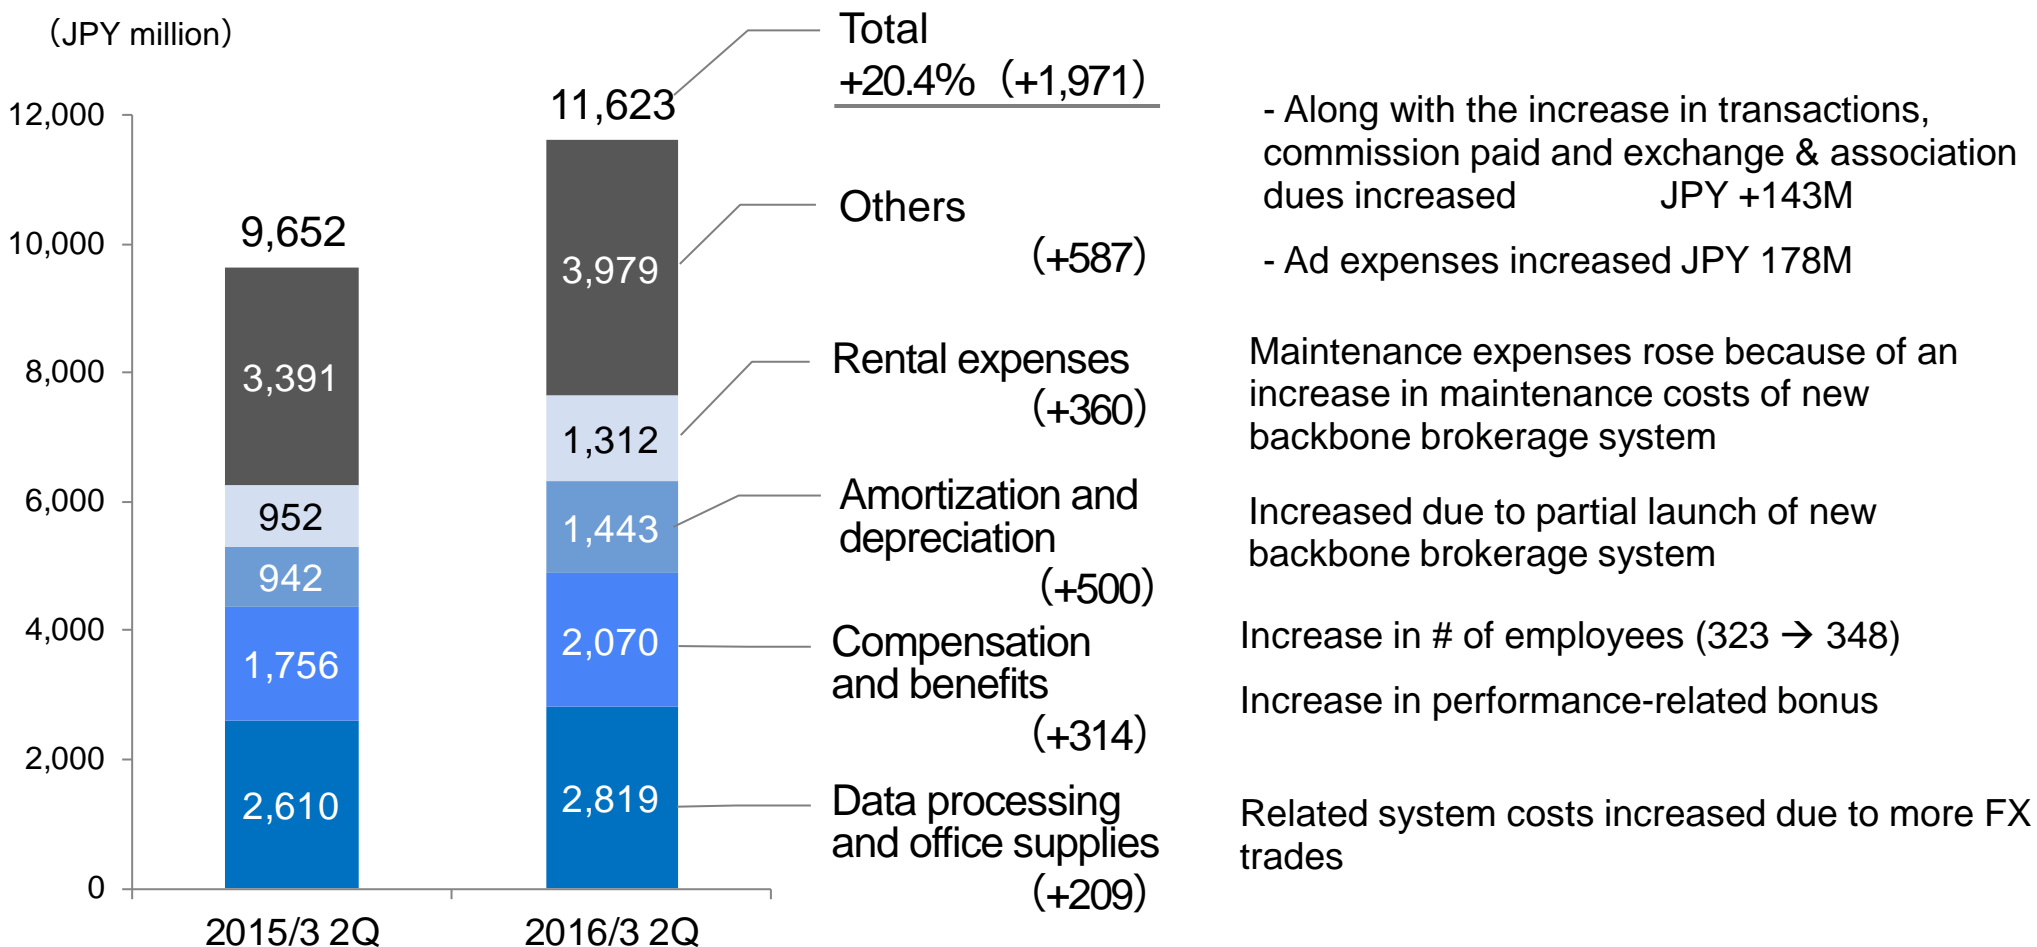 （JPY million）
12,000
10,000
8,000
6,000
4,000
2,000
0
9,652
3,391
952
942
1,756
2,610
2015/3 2Q
11,623
3,979
1,312
1,443
2,070
2,819
2016/3 2Q
Total
+20.4%（+1,971）
Others
（+587）
Rental expenses
（+360）
Amortization and
depreciation
（+500）
Compensation
and benefits
（+314）
Data processing
and office supplies
（+209）
- Along with the increase in transactions,
commission paid and exchange & association
dues increased JPY +143M
- Ad expenses increased JPY 178M
Maintenance expenses rose because of an
increase in maintenance costs of new
backbone brokerage system
Increased due to partial launch of new
backbone brokerage system
Increase in # of employees (323 → 348)
Increase in performance-related bonus
Related system costs increased due to more FX
trades